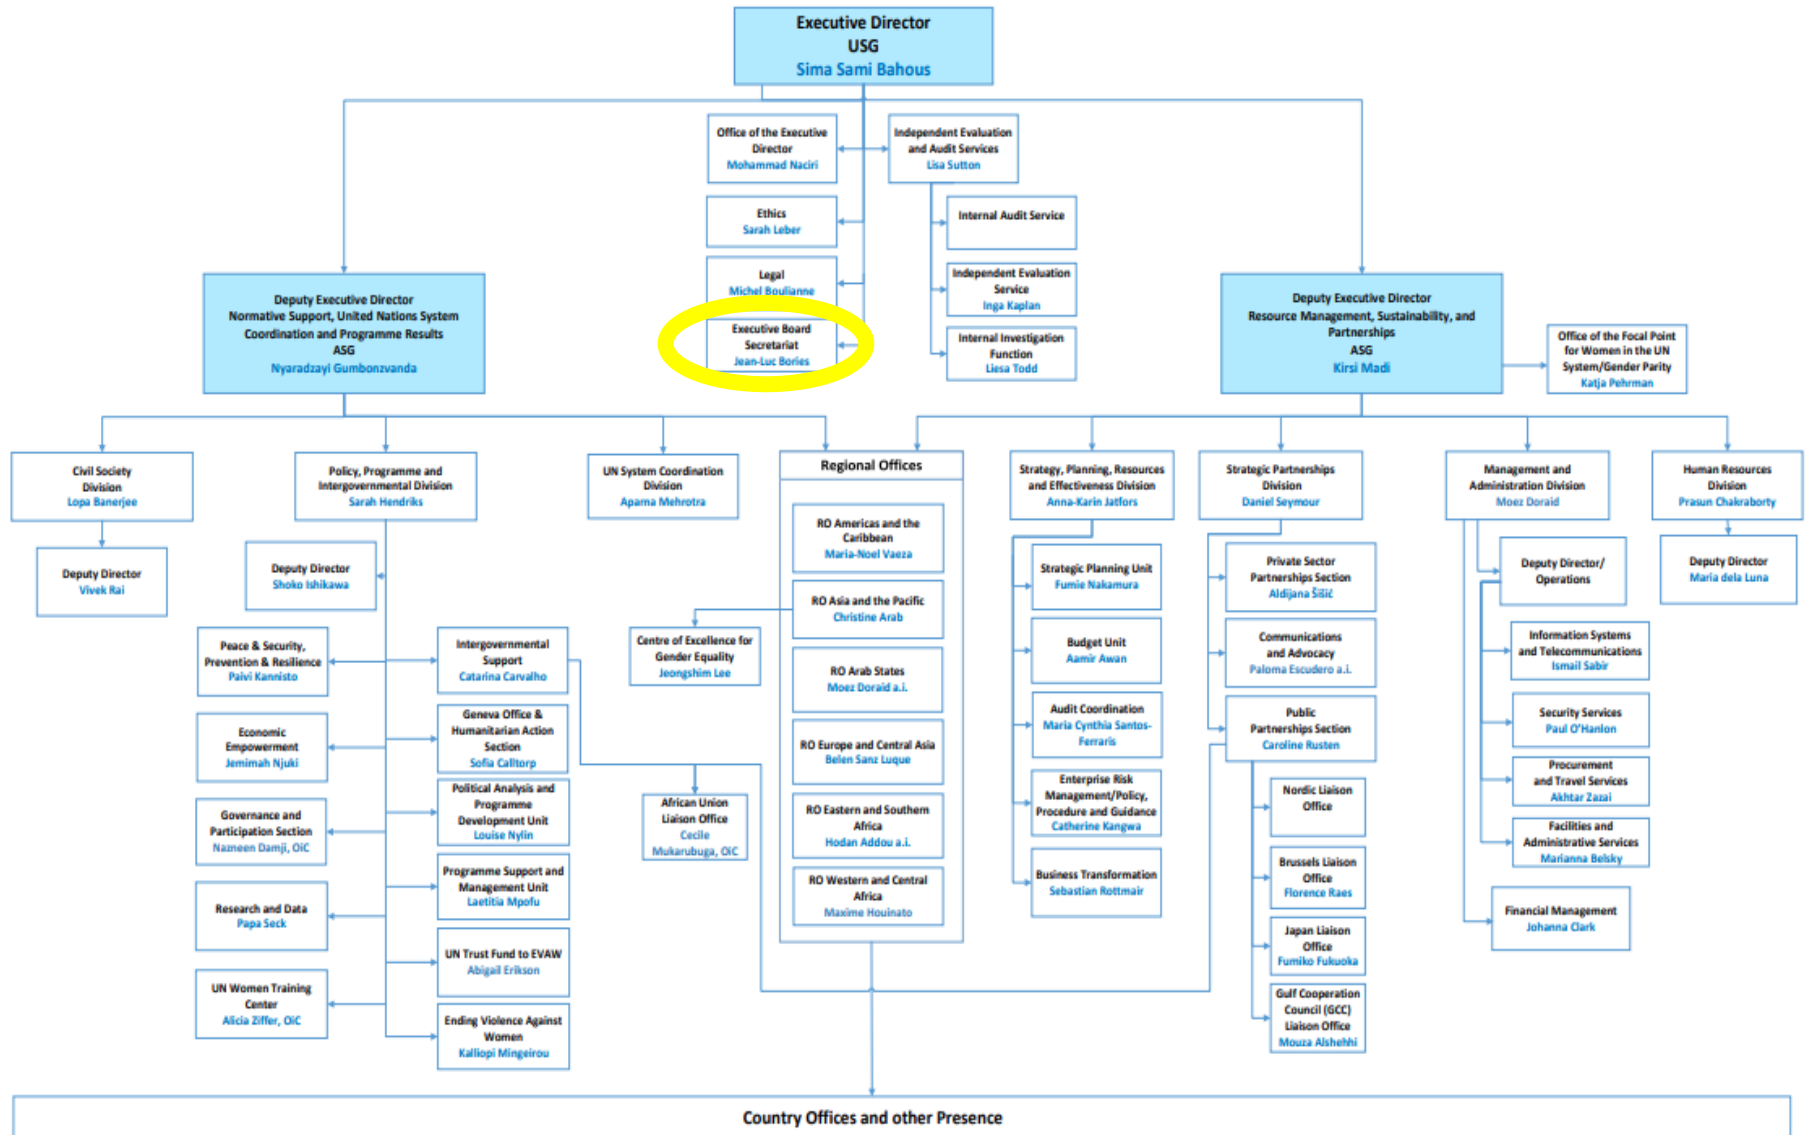 Executive Director
USG
Sima Sami Bahous
Office of the Executive
Director
Mohammad Naciri
Independent Evaluation
and Audit Services
Lisa Sutton
Ethics
Sarah Leber
Internal Audit Service
Legal
Michel Boulianne
Independent Evaluation
Service
Inga Kaplan
Executive Board
Secretariat
Jean-Luc Bories
Internal Investigation
Function
Liesa Todd
Deputy Executive Director
Normative Support, United Nations System
Coordination and Programme Results
ASG
Nyaradzayi Gumbonzvanda
Deputy Executive Director
Resource Management, Sustainability, and
Partnerships
ASG
Kirsi Madi
Office of the Focal Point
for Women in the UN
System/Gender Parity
Katja Pehrman
Civil Society
Division
Lopa Banerjee
Deputy Director
Vivek Rai
Policy, Programme and
Intergovernmental Division
Sarah Hendriks
Deputy Director
Shoko Ishikawa
Peace & Security,
Prevention & Resilience
Paivi Kannisto
Economic
Empowerment
Jemimah Njuki
Governance and
Participation Section
Nazneen Damji, OiC
Research and Data
Papa Seck
UN Women Training
Center
Alicia Ziffer, OiC
Intergovernmental
Support
Catarina Carvalho
Geneva Office &
Humanitarian Action
Section
Sofia Calltorp
Political Analysis and
Programme
Development Unit
Louise Nylin
Programme Support and
Management Unit
Laetitia Mpofu
UN Trust Fund to EVAW
Abigail Erikson
Ending Violence Against
Women
Kalliopi Mingeirou
UN System Coordination
Division
Aparna Mehrotra
Centre of Excellence for
Gender Equality
Jeongshim Lee
African Union
Liaison Office
Cecile
Mukarubuga, OiC
Regional Offices
RO Americas and the
Caribbean
Maria-Noel Vaeza
RO Asia and the Pacific
Christine Arab
RO Arab States
Moez Doraid a.i.
RO Europe and Central Asia
Belen Sanz Luque
RO Eastern and Southern
Africa
Hodan Addou a.i.
RO Western and Central
Africa
Maxime Houinato
Strategy, Planning, Resources
and Effectiveness Division
Anna-Karin Jatfors
Strategic Planning Unit
Fumie Nakamura
Budget Unit
Aamir Awan
Audit Coordination
Maria Cynthia Santos-
Ferraris
Enterprise Risk
Management/Policy,
Procedure and Guidance
Catherine Kangwa
Business Transformation
Sebastian Rottmair
Strategic Partnerships
Division
Daniel Seymour
Private Sector
Partnerships Section
Aldijana Šišić
Communications
and Advocacy
Paloma Escudero a.i.
Public
Partnerships Section
Caroline Rusten
Nordic Liaison
Office
Brussels Liaison
Office
Florence Raes
Japan Liaison
Office
Fumiko Fukuoka
Gulf Cooperation
Council (GCC)
Liaison Office
Mouza Alshehhi
Management and
Administration Division
Moez Doraid
Deputy Director/
Operations
Information Systems
and Telecommunications
Ismail Sabir
Security Services
Paul O'Hanlon
Procurement
and Travel Services
Akhtar Zazai
Facilities and
Administrative Services
Marianna Belsky
Financial Management
Johanna Clark
Human Resources
Division
Prasun Chakraborty
Deputy Director
Maria dela Luna
Country Offices and other Presence